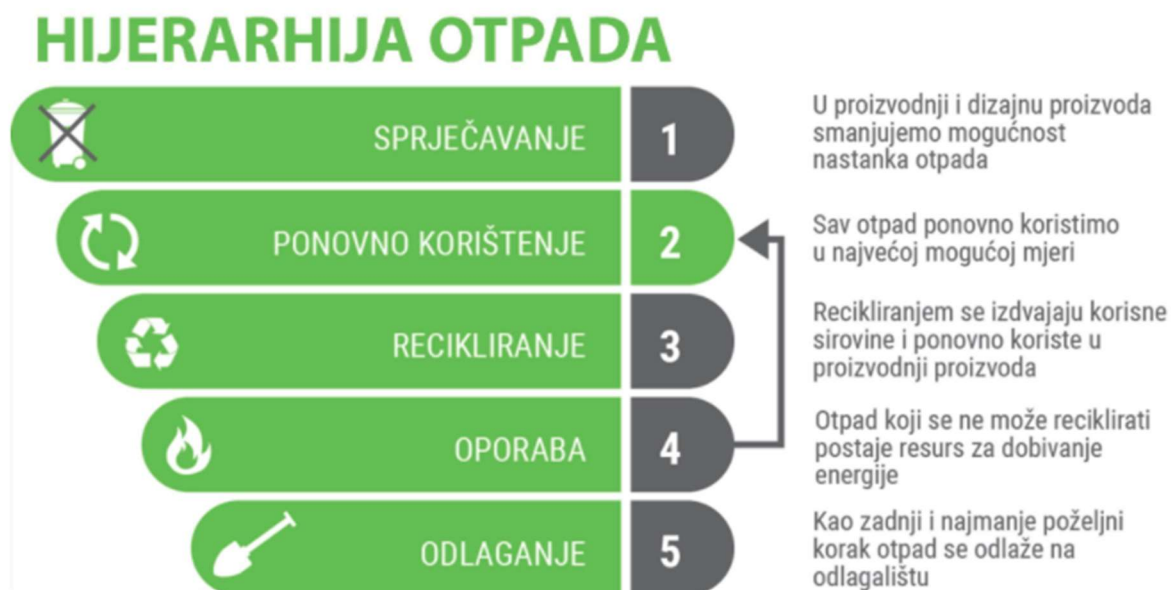 HIJERARHIJA OTPADA
SPRJEČAVANJE 1
U proizvodnji i dizajnu proizvoda
smanjujemo mogućnost
nastanka otpada
PONOVNO KORIŠTENJE 2
Sav otpad ponovno koristimo
u najvećoj mogućoj mjeri
RECIKLIRANJE 3
Recikliranjem se izdvajaju korisne
sirovine i ponovno koriste u
proizvodnji proizvoda
OPORABA 4
Otpad koji se ne može reciklirati
postaje resurs za dobivanje
energije
ODLAGANJE 5
Kao zadnji i najmanje poželjni
korak otpad se odlaže na
odlagalištu